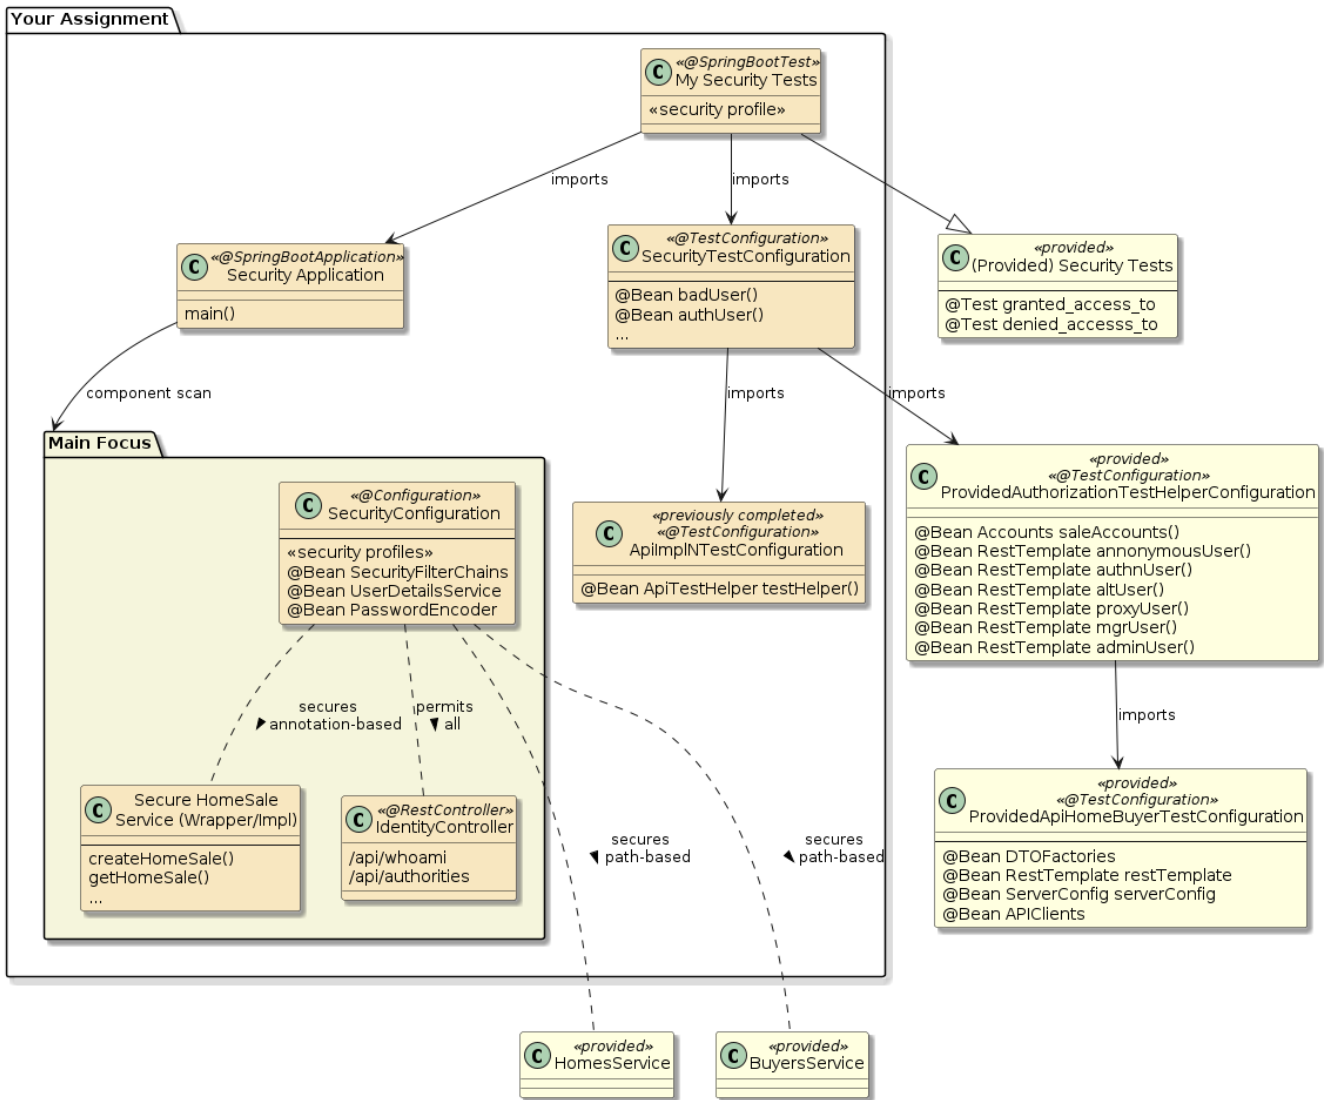 Your Assignment
C
«@SpringBootTest»
My Security Tests
«security profile»
imports
imports
C
«@SpringBootApplication»
Security Application
main()
C
«@TestConfiguration»
SecurityTestConfiguration
@Bean badUser()
@Bean authUser()
...
C
«provided»
(Provided) Security Tests
@Test granted_access_to
@Test denied_accesss_to
component scan
imports
imports
Main Focus
C
«@Configuration»
SecurityConfiguration
«security profiles»
@Bean SecurityFilterChains
@Bean UserDetailsService
@Bean PasswordEncoder
C
«previously completed»
«@TestConfiguration»
ApiImplNTestConfiguration
@Bean ApiTestHelper testHelper()
C
«provided»
«@TestConfiguration»
ProvidedAuthorizationTestHelperConfiguration
@Bean Accounts saleAccounts()
@Bean RestTemplate annonymousUser()
@Bean RestTemplate authnUser()
@Bean RestTemplate altUser()
@Bean RestTemplate proxyUser()
@Bean RestTemplate mgrUser()
@Bean RestTemplate adminUser()
secures
annotation-based
permits
all
imports
C
Secure HomeSale
Service (Wrapper/Impl)
createHomeSale()
getHomeSale()
...
C
«@RestController»
IdentityController
/api/whoami
/api/authorities
secures
path-based
secures
path-based
C
«provided»
«@TestConfiguration»
ProvidedApiHomeBuyerTestConfiguration
@Bean DTOFactories
@Bean RestTemplate restTemplate
@Bean ServerConfig serverConfig
@Bean APIClients
C
«provided»
HomesService
C
«provided»
BuyersService